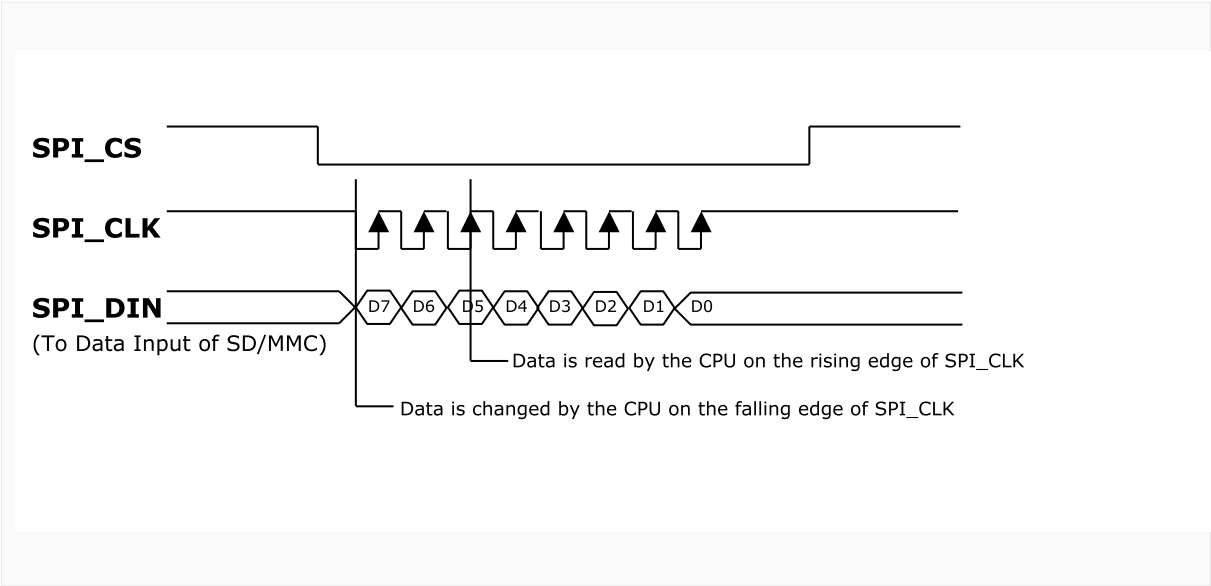 SPI_CS
SPI_CLK
SPI_DIN
D7 D6 D5 D4 D3 D2 D1 D0
(To Data Input of SD/MMC)
Data is read by the CPU on the rising edge of SPI_CLK
Data is changed by the CPU on the falling edge of SPI_CLK